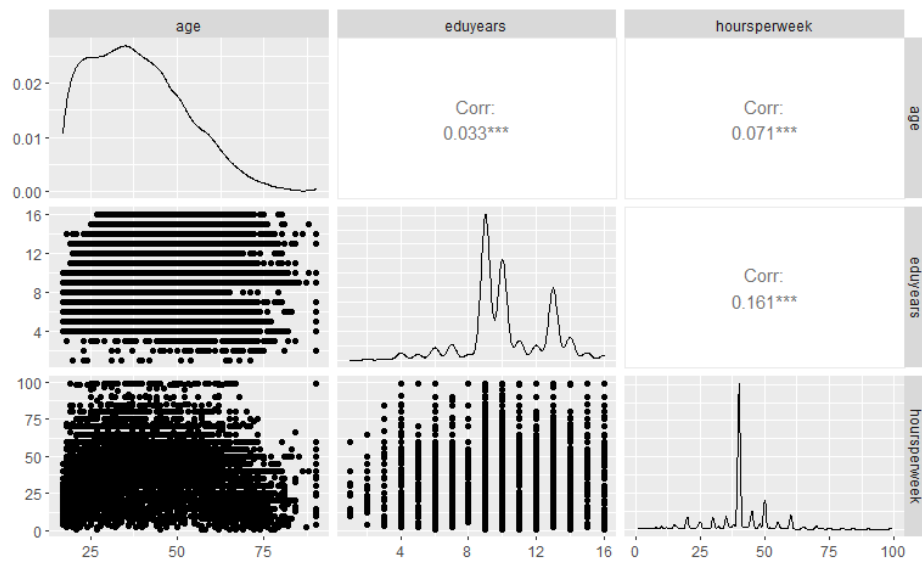 age eduyears hoursperweek
0.02
0.01
0.00
Corr:
0.033***
Corr:
0.071***
age
16
12
8
4
Corr:
0.161***
eduyears
100
75
50
25
0
hoursperweek
25 50 75 4 8 12 16 0 25 50 75 100